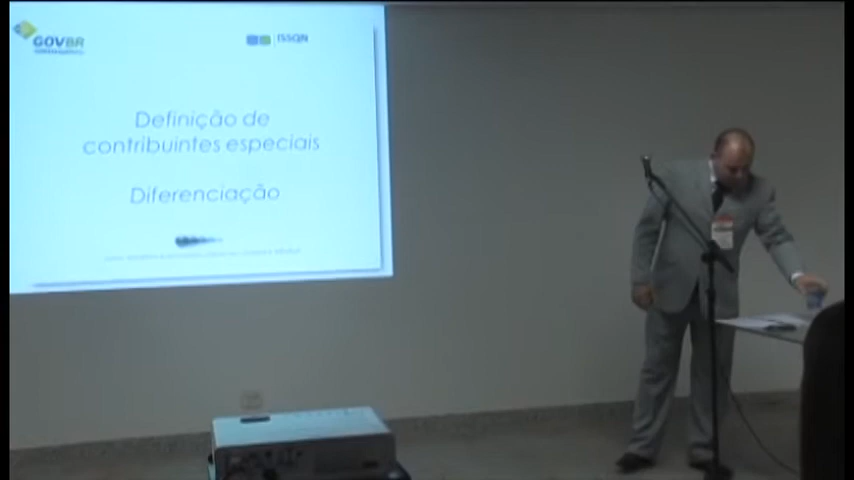 GOVBR
ISSQN
Definição de
contribuintes especiais
Diferenciação